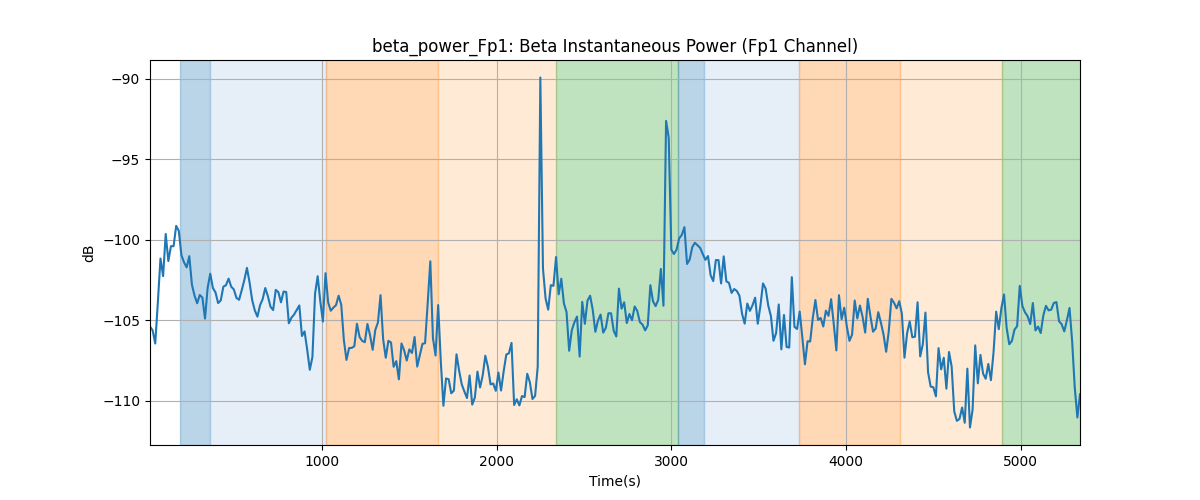 beta_power_Fp1: Beta Instantaneous Power (Fp1 Channel)
−90
−95
−100
−105
−110
dB
1000 2000 3000 4000 5000
Time(s)